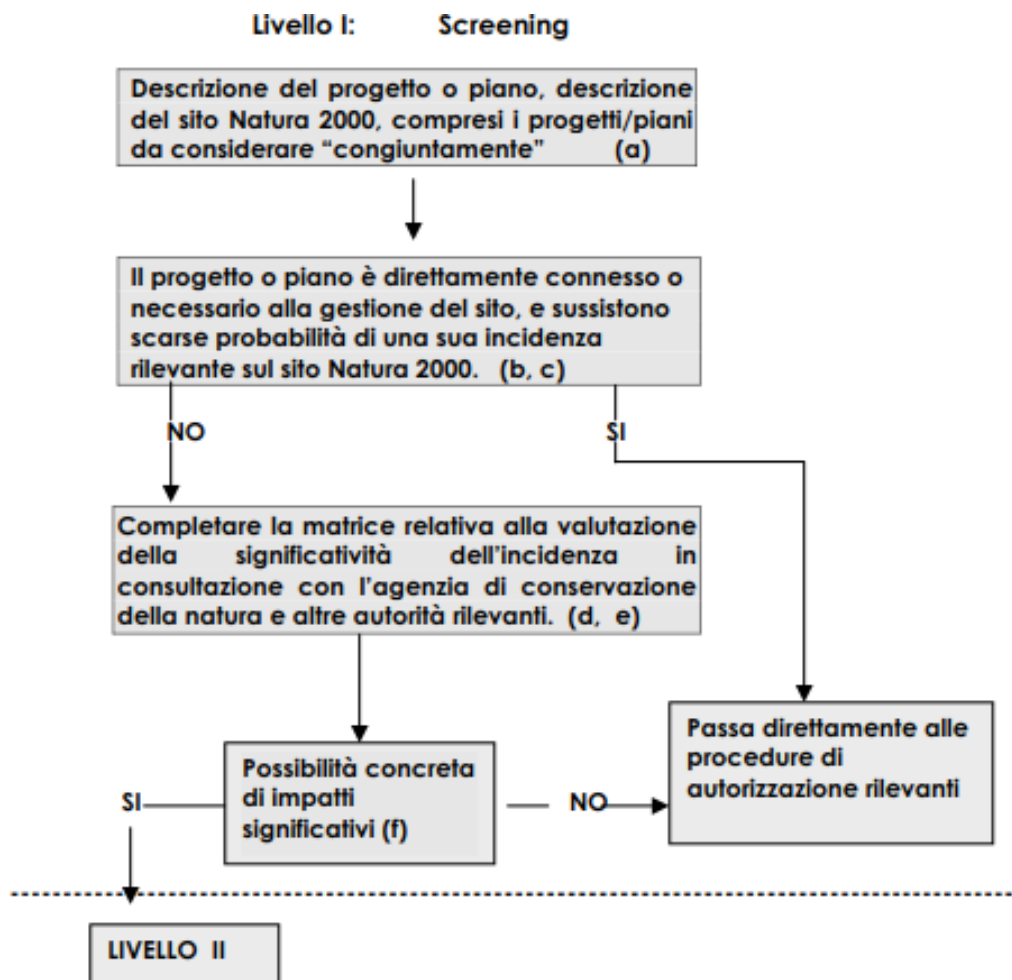 Livello I: Screening
Descrizione del progetto o piano, descrizione
del sito Natura 2000, compresi i progetti/piani
da considerare “congiuntamente” (a)
Il progetto o piano è direttamente connesso o
necessario alla gestione del sito, e sussistono
scarse probabilità di una sua incidenza
rilevante sul sito Natura 2000. (b, c)
NO
SI
Completare la matrice relativa alla valutazione
della significatività dell’incidenza in
consultazione con l’agenzia di conservazione
della natura e altre autorità rilevanti. (d, e)
Passa direttamente alle
procedure di
autorizzazione rilevanti
Possibilità concreta
di impatti
significativi (f)
SI
NO
LIVELLO II